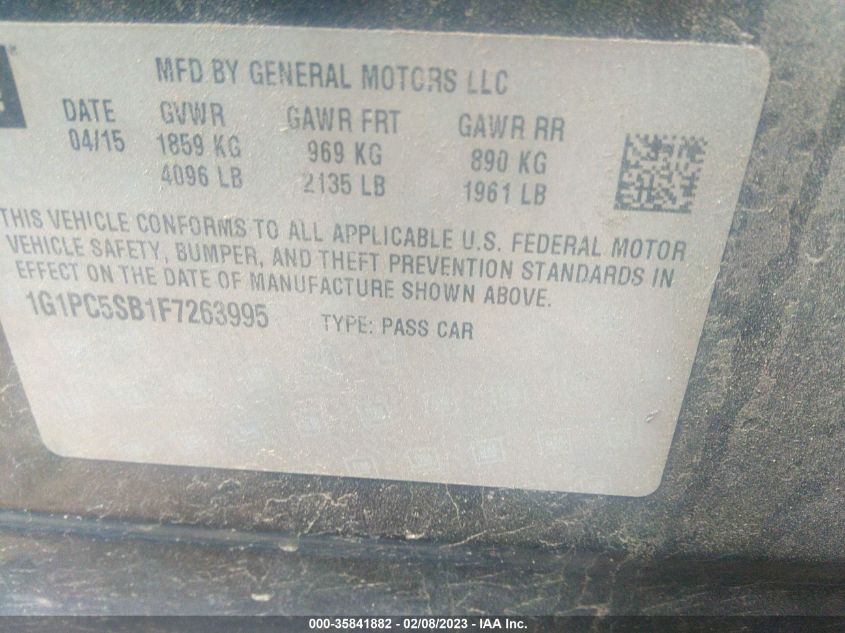 MFD BY GENERAL MOTORS LLC
DATE GVWR GAWR FRT GAWR RR
04/15 1859 KG 969 KG 890 KG
4096 LB 2135 LB 1961 LB
THIS VEHICLE CONFORMS TO ALL APPLICABLE U.S. FEDERAL MOTOR
VEHICLE SAFETY, BUMPER, AND THEFT PREVENTION STANDARDS IN
EFFECT ON THE DATE OF MANUFACTURE SHOWN ABOVE.
1G1PC5SB1F7263995 TYPE: PASS CAR
000-35841882 — 02/08/2023 — IAA Inc.